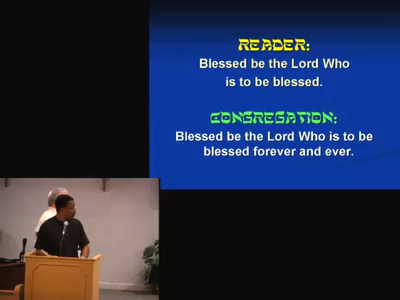 READER:
Blessed be the Lord Who
is to be blessed.
CONGREGATION:
Blessed be the Lord Who is to be
blessed forever and ever.